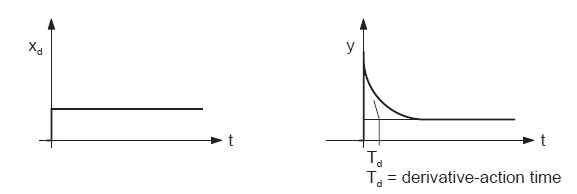 x_d
t
y
t
T_d
T_d = derivative-action time